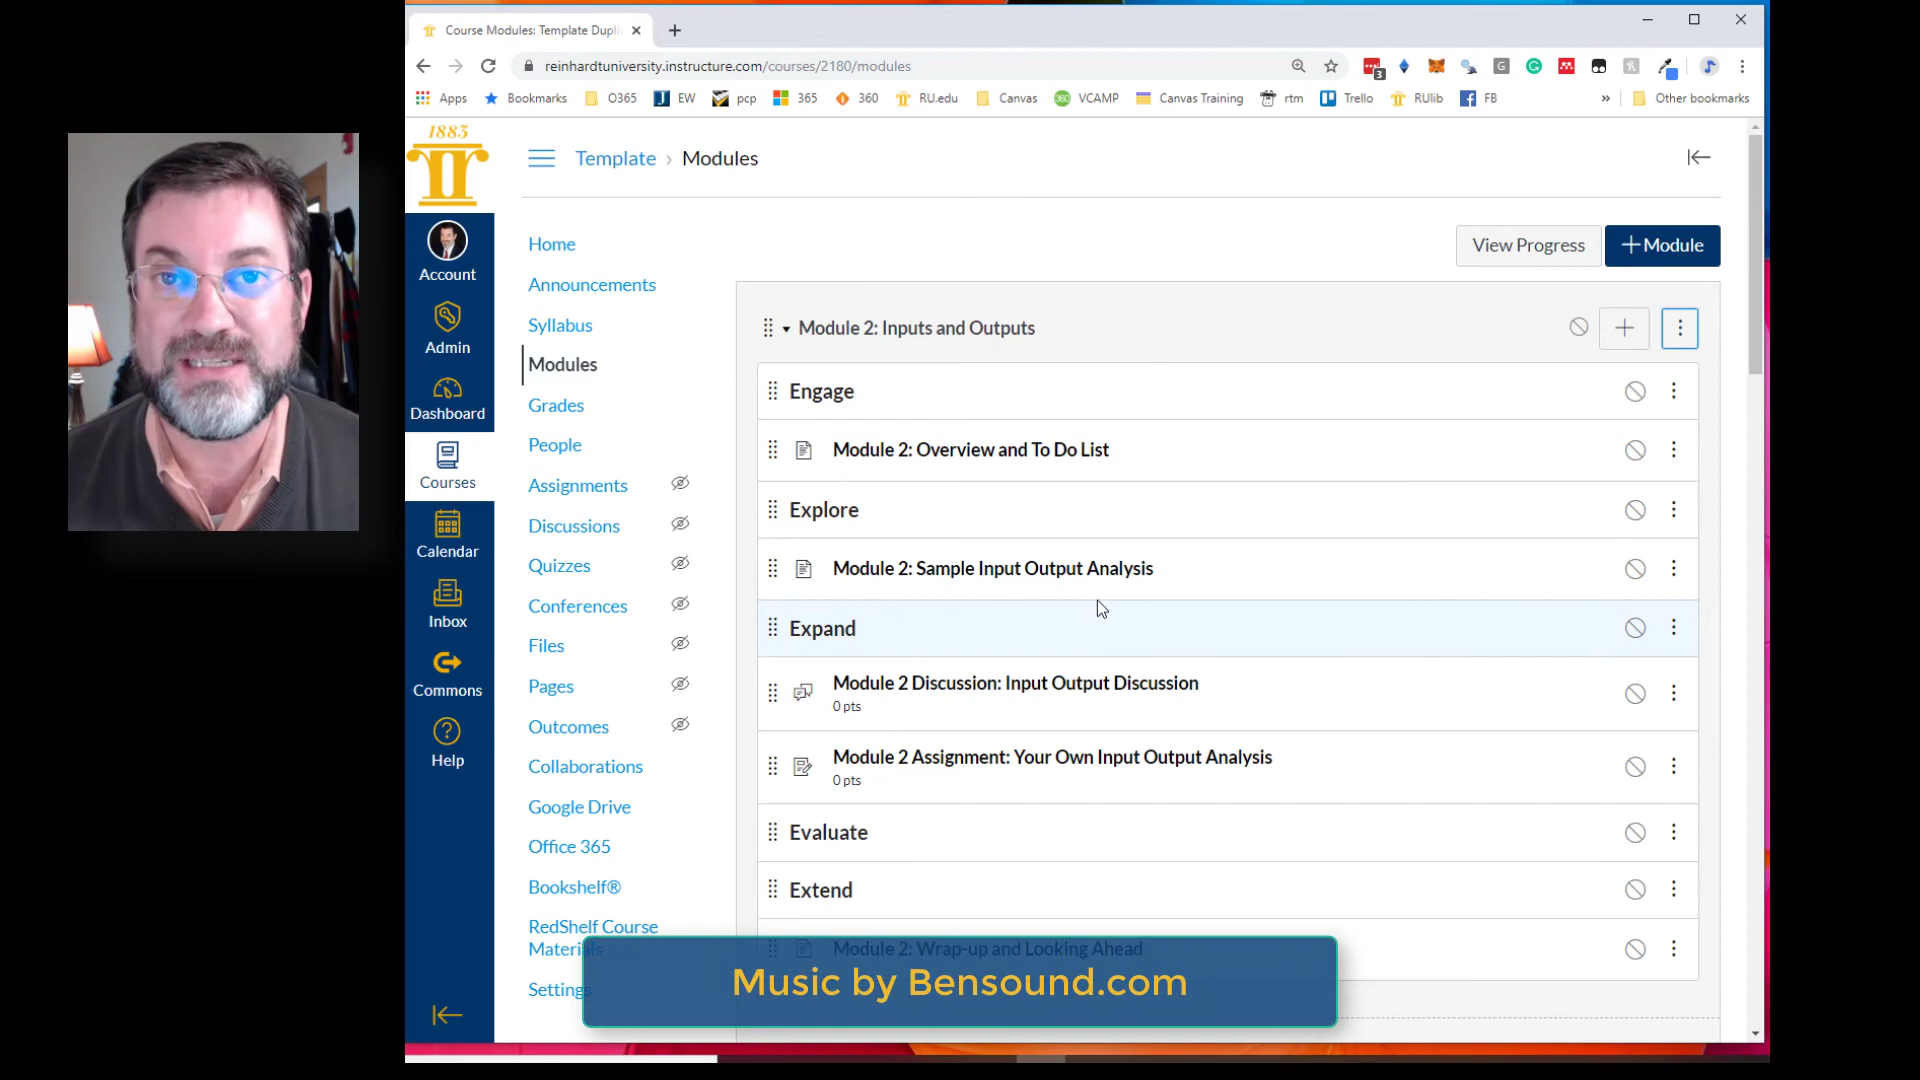 Course Modules: Template Dupli
reinhardtuniversity.instructure.com/courses/2180/modules
3
Apps
Bookmarks
O365
EW
pcp
365
360
RU.edu
Canvas
VCAMP
Canvas Training
rtm
Trello
RUlib
FB
»
Other bookmarks
1883
Template › Modules
Account
Admin
Dashboard
Courses
Calendar
Inbox
Commons
Help
Home
Announcements
Syllabus
Modules
Grades
People
Assignments
Discussions
Quizzes
Conferences
Files
Pages
Outcomes
Collaborations
Google Drive
Office 365
Bookshelf®
RedShelf Course
Materials
Settings
View Progress
+Module
Module 2: Inputs and Outputs
Engage
Module 2: Overview and To Do List
Explore
Module 2: Sample Input Output Analysis
Expand
Module 2 Discussion: Input Output Discussion
0 pts
Module 2 Assignment: Your Own Input Output Analysis
0 pts
Evaluate
Extend
Module 2: Wrap-up and Looking Ahead
Music by Bensound.com